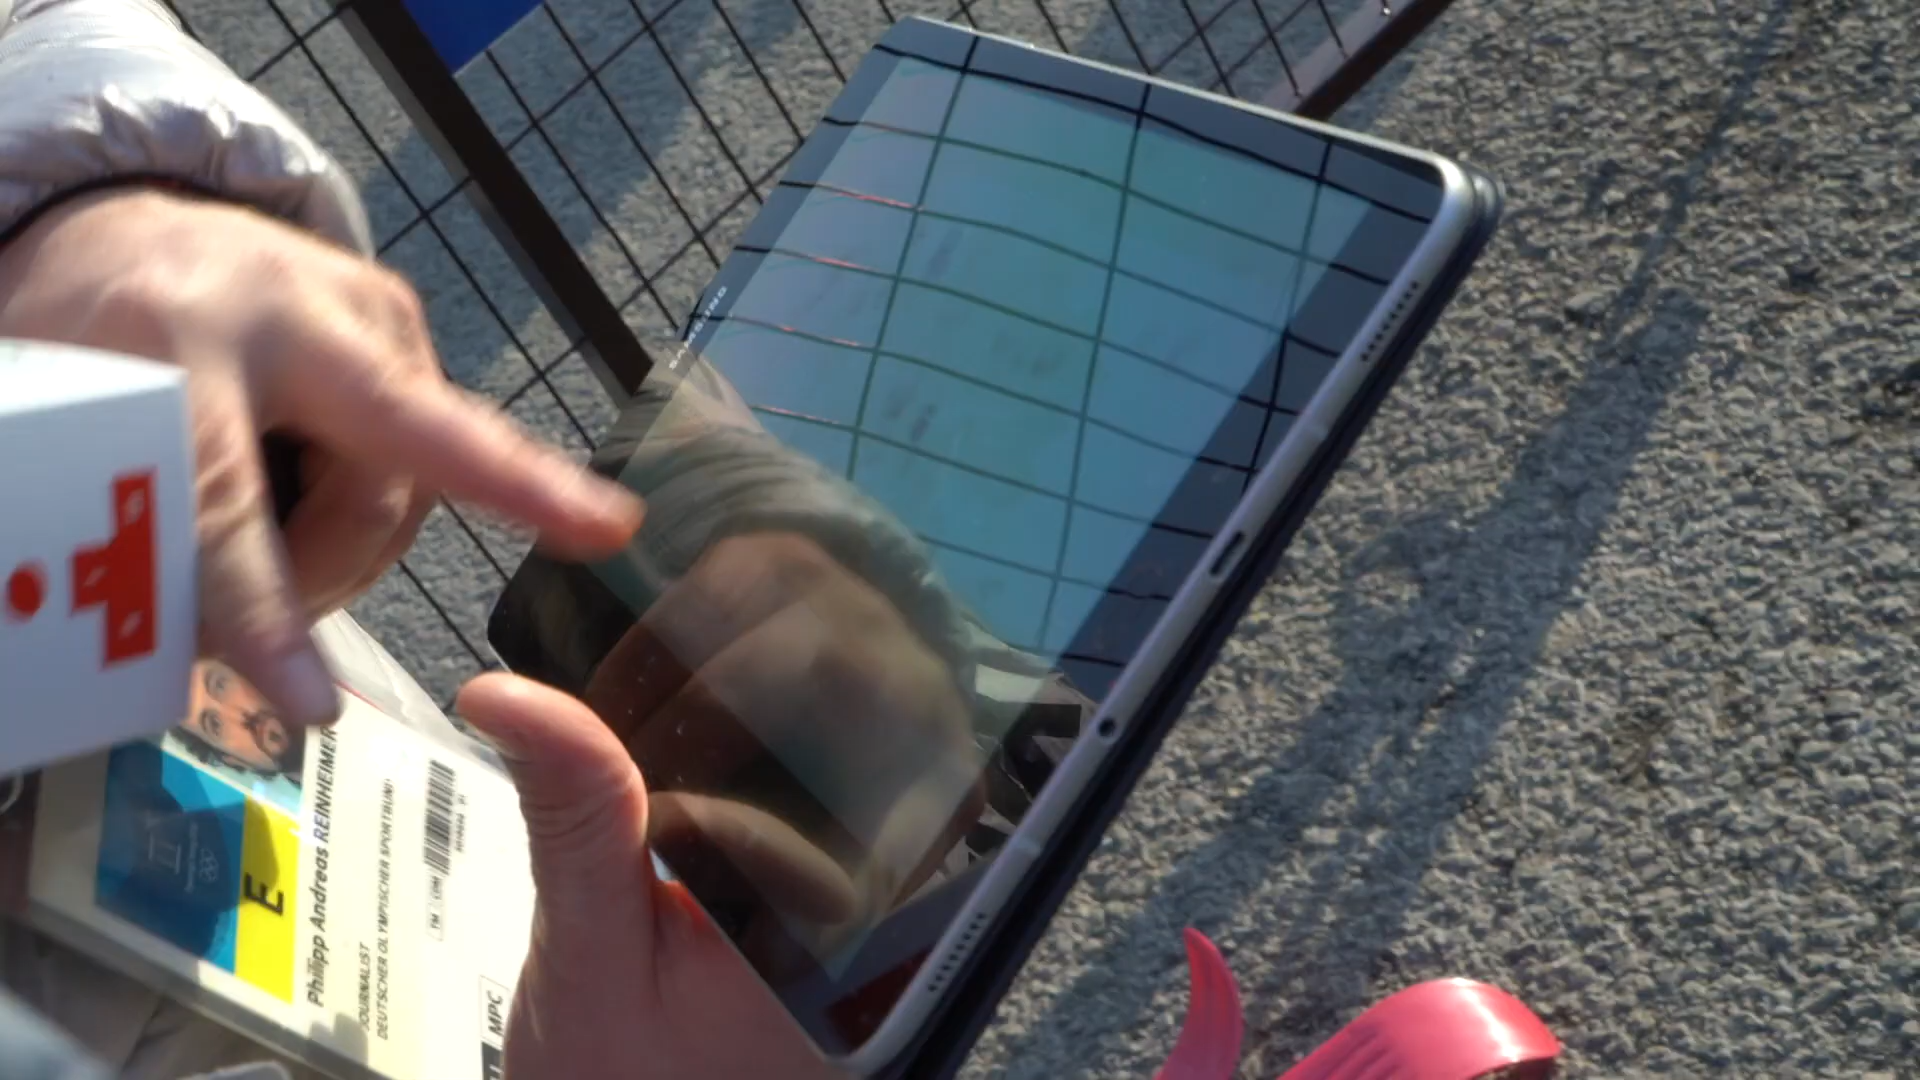 SAMSUNG
Philipp Andreas REINHEIMER
JOURNALIST
DEUTSCHER OLYMPISCHER SPORTBUND
E
MPC